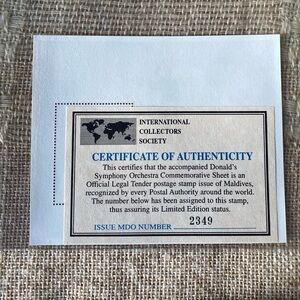 INTERNATIONAL
COLLECTORS
SOCIETY
CERTIFICATE OF AUTHENTICITY
This certifies that the accompanied Donald's
Symphony Orchestra Commemorative Sheet is an
Official Legal Tender postage stamp issue of Maldives,
recognized by every Postal Authority around the world.
The number below has been assigned to this stamp,
thus assuring its Limited Edition status.
ISSUE MDO NUMBER 2349